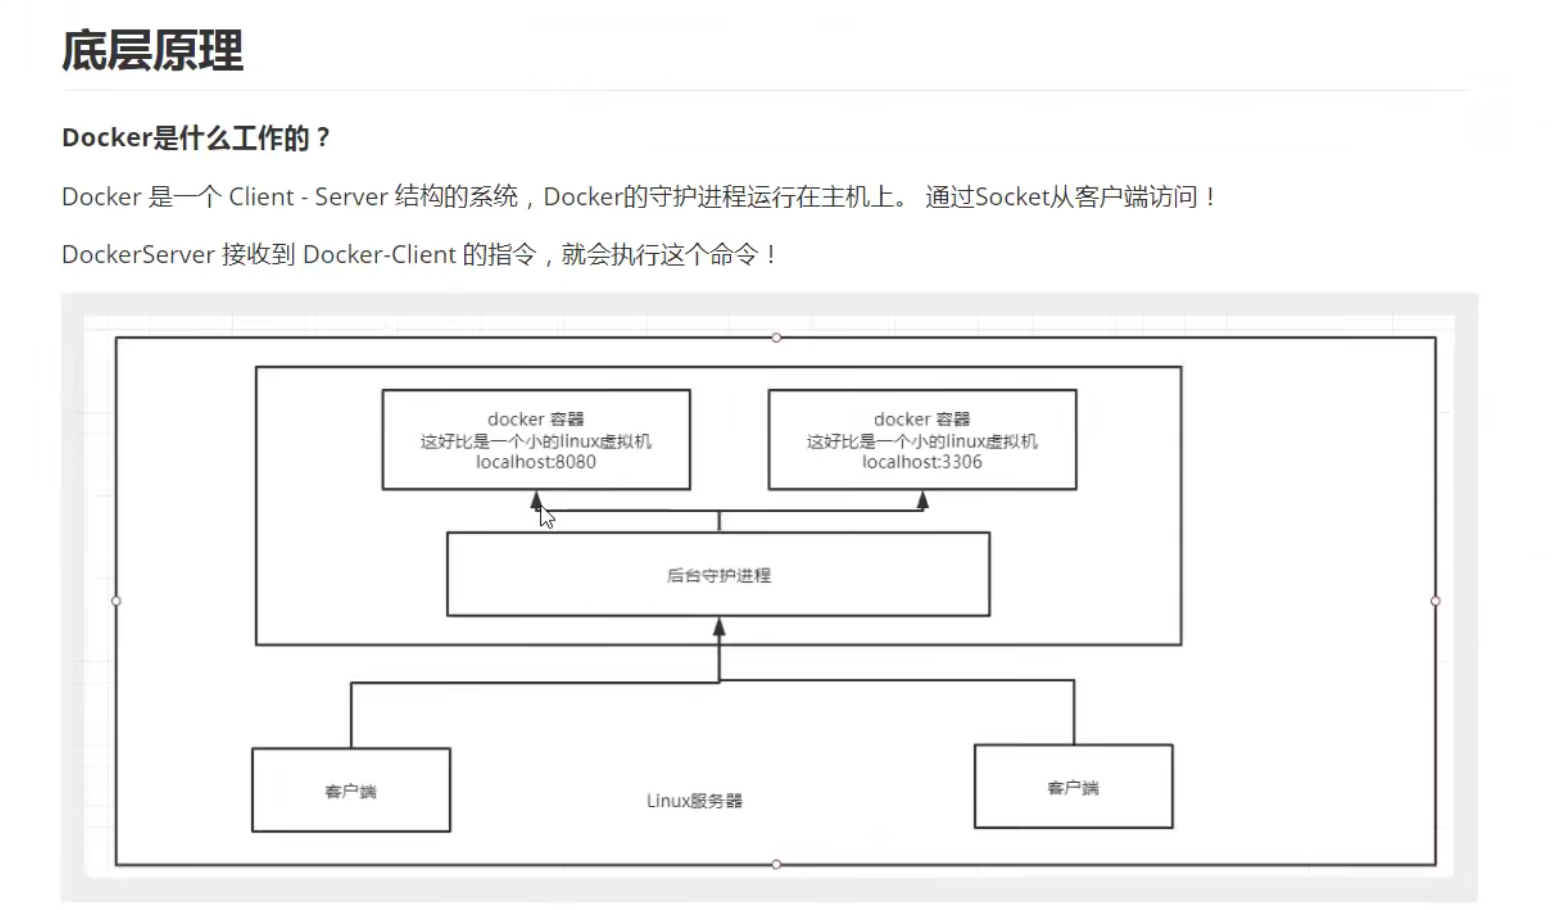 底层原理
Docker是什么工作的？
Docker 是一个 Client - Server 结构的系统，Docker的守护进程运行在主机上。 通过Socket从客户端访问！
DockerServer 接收到 Docker-Client 的指令，就会执行这个命令！
docker 容器
这好比是一个小的linux虚拟机
localhost:8080
docker 容器
这好比是一个小的linux虚拟机
localhost:3306
后台守护进程
客户端
Linux服务器
客户端